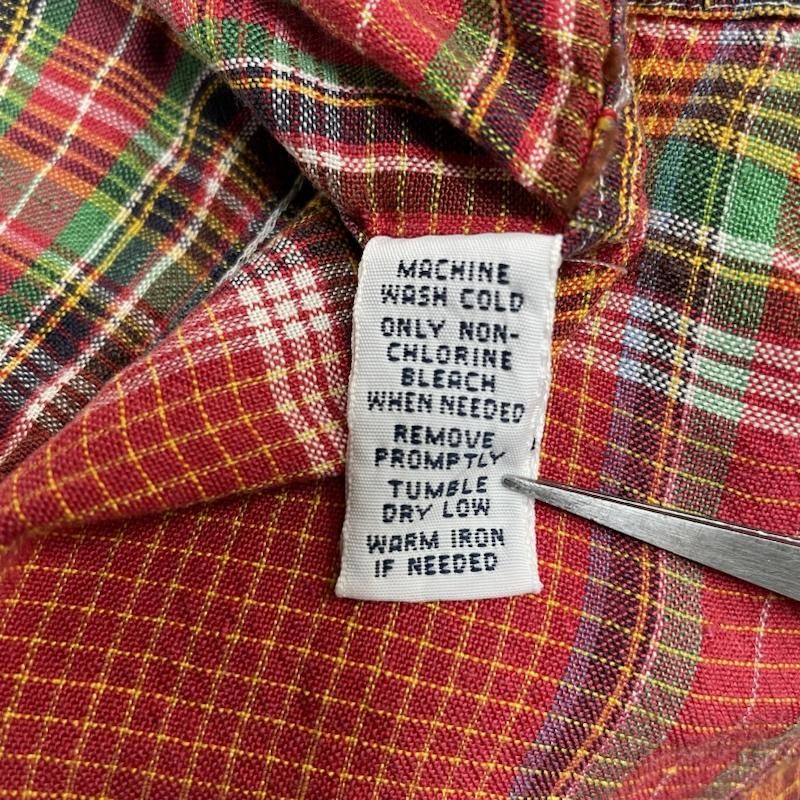 MACHINE
WASH COLD
ONLY NON-
CHLORINE
BLEACH
WHEN NEEDED
REMOVE
PROMPTLY
TUMBLE
DRY LOW
WARM IRON
IF NEEDED